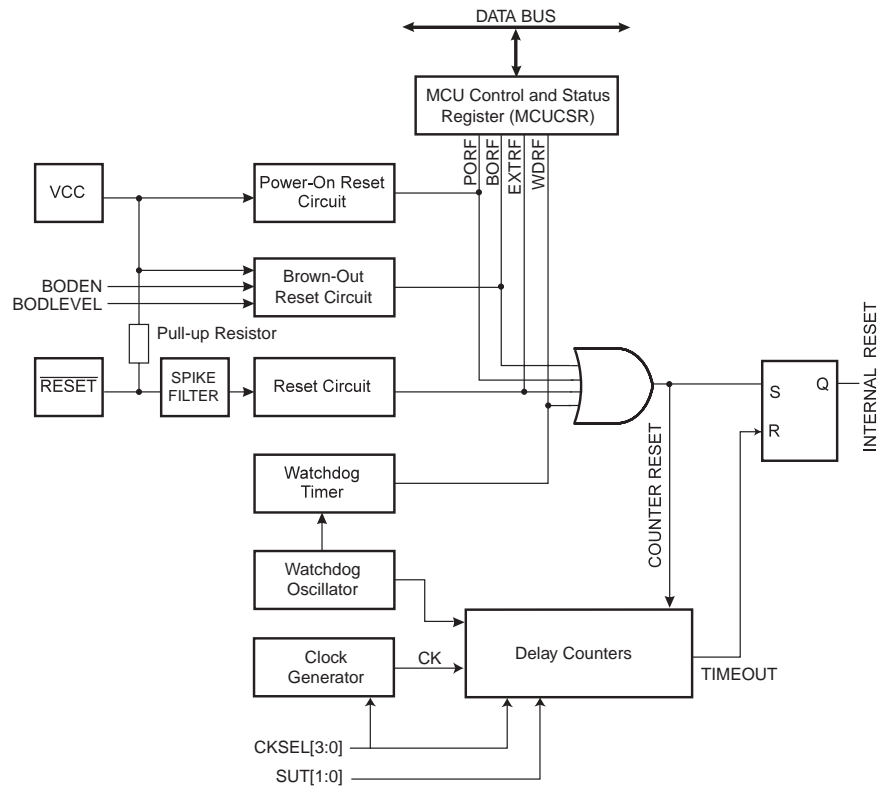 DATA BUS
MCU Control and Status
Register (MCUCSR)
PORF
BORF
EXTRF
WDRF
VCC
Power-On Reset
Circuit
BODEN
BODLEVEL
Brown-Out
Reset Circuit
Pull-up Resistor
RESET
SPIKE
FILTER
Reset Circuit
S
Q
R
INTERNAL RESET
COUNTER RESET
Watchdog
Timer
Watchdog
Oscillator
Clock
Generator
CK
Delay Counters
TIMEOUT
CKSEL[3:0]
SUT[1:0]